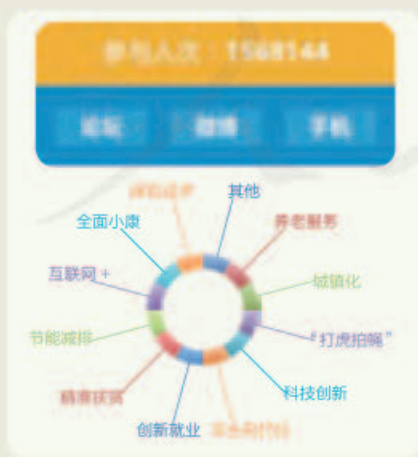 参与人次：1568144
论坛 微博 手机
其他
全面小康
养老服务
互联网+
城镇化
节能减排
“打虎拍蝇”
精准扶贫
科技创新
创新就业